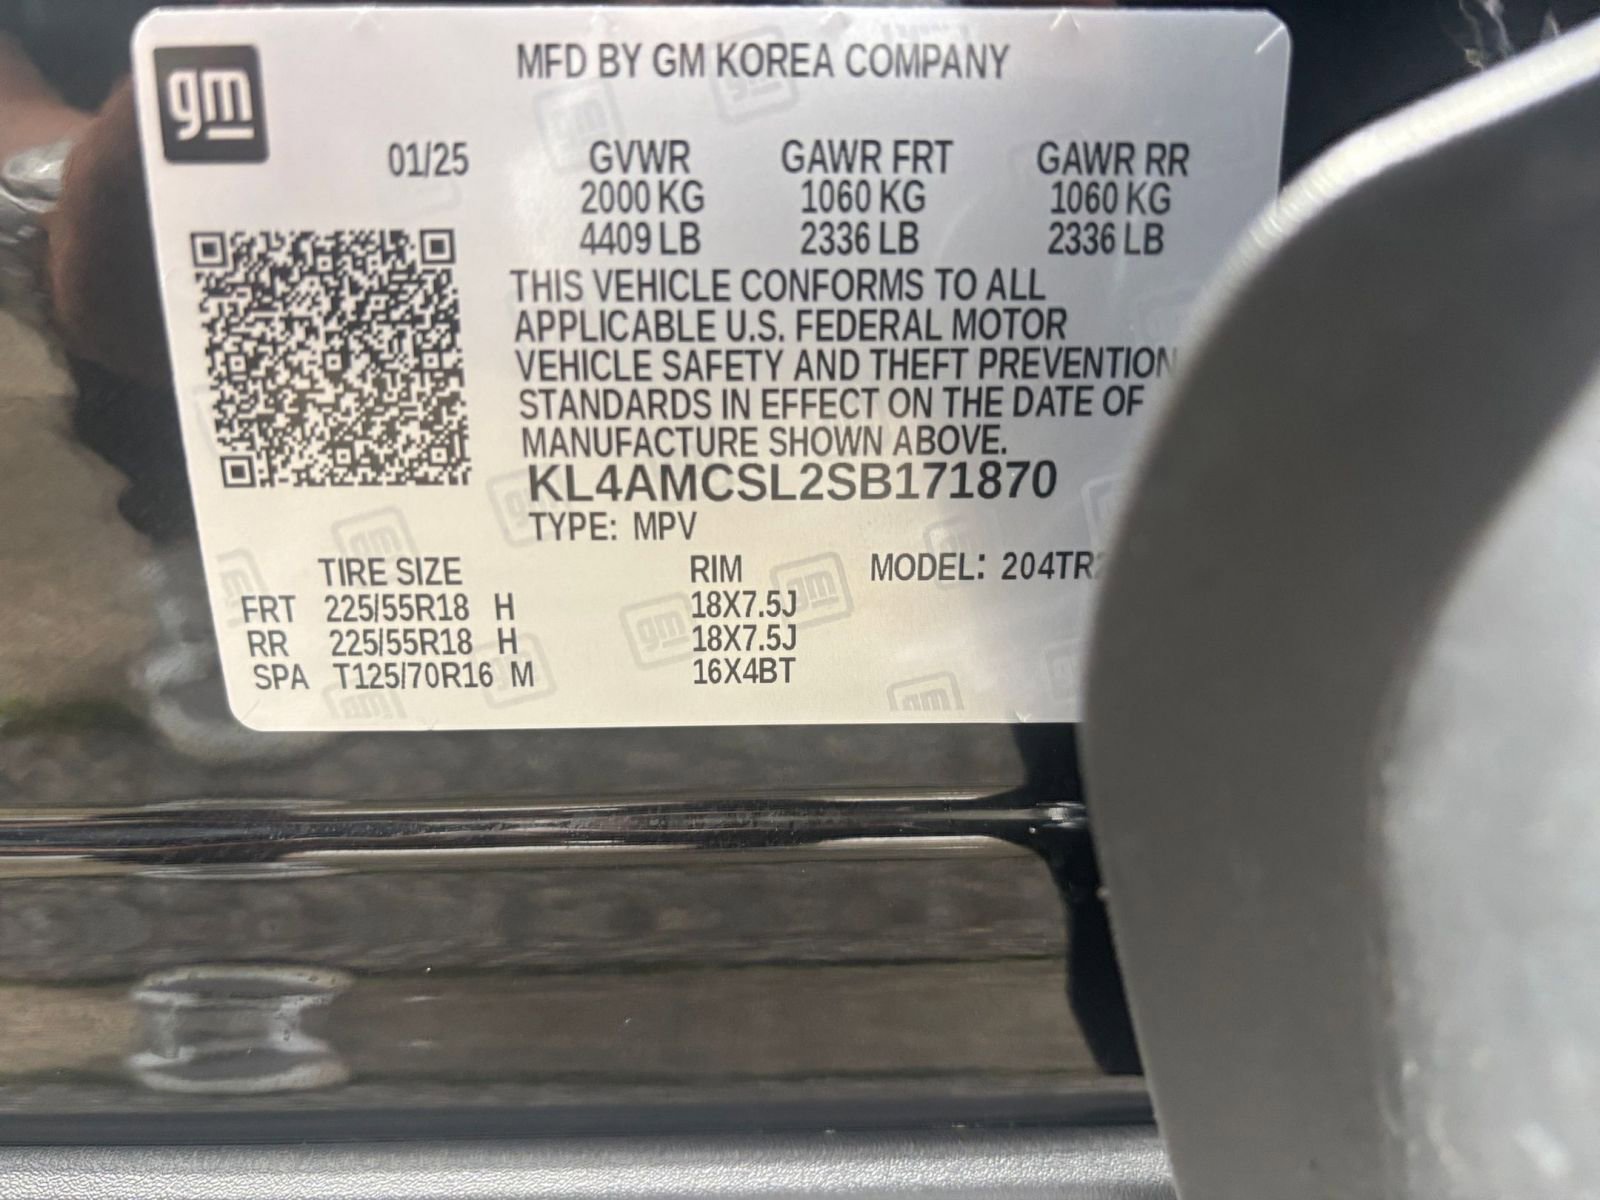 gm
MFD BY GM KOREA COMPANY
01/25 GVWR GAWR FRT GAWR RR
2000 KG 1060 KG 1060 KG
4409 LB 2336 LB 2336 LB
THIS VEHICLE CONFORMS TO ALL
APPLICABLE U.S. FEDERAL MOTOR
VEHICLE SAFETY AND THEFT PREVENTION
STANDARDS IN EFFECT ON THE DATE OF
MANUFACTURE SHOWN ABOVE.
KL4AMCSL2SB171870
TYPE: MPV
TIRE SIZE RIM MODEL:
FRT 225/55R18 H 18X7.5J
RR 225/55R18 H 18X7.5J
SPA T125/70R16 M 16X4BT